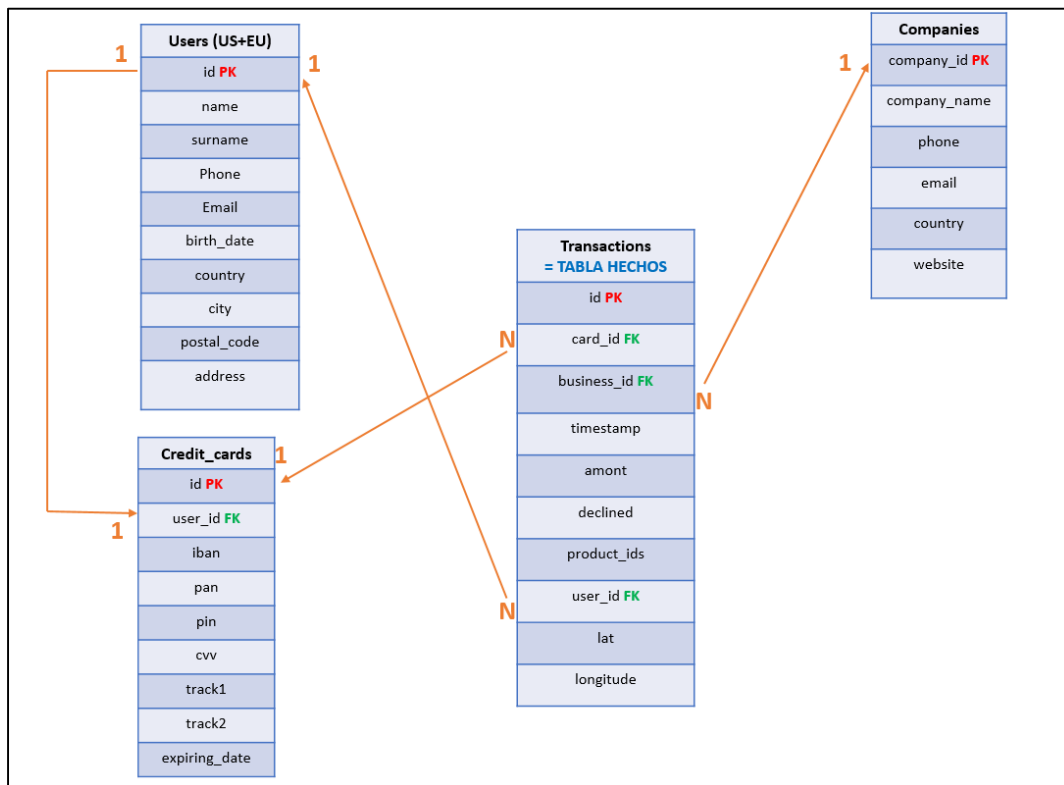 Users (US+EU)
id PK
name
surname
Phone
Email
birth_date
country
city
postal_code
address
1
1
Credit_cards
id PK
user_id FK
iban
pan
pin
cvv
track1
track2
expiring_date
1
1
Transactions
= TABLA HECHOS
id PK
card_id FK
business_id FK
timestamp
amont
declined
product_ids
user_id FK
lat
longitude
N
N
N
Companies
company_id PK
company_name
phone
email
country
website
1